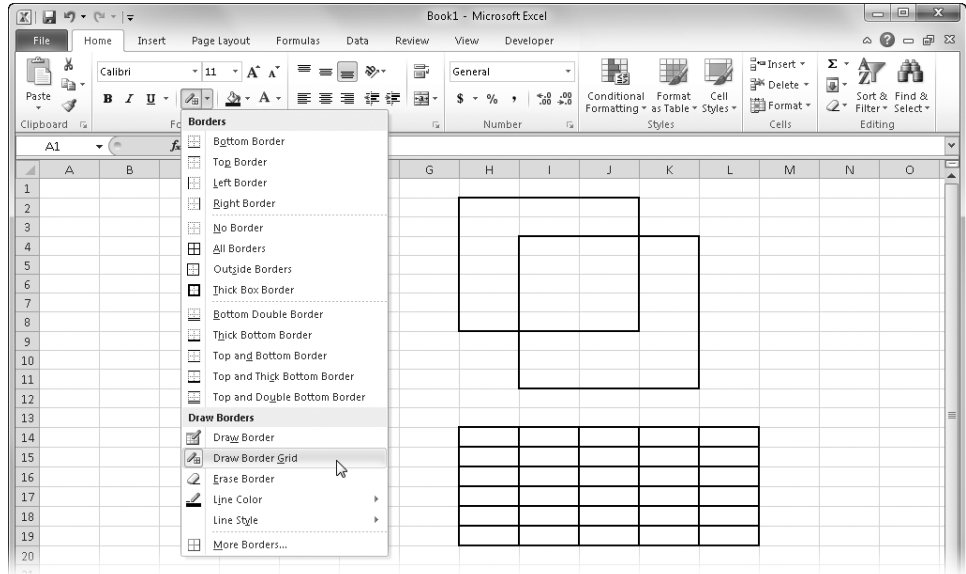 Book1 - Microsoft Excel
File Home Insert Page Layout Formulas Data Review View Developer
Paste
Calibri 11
B I U A
General
$ % ,
Conditional Formatting
Format as Table
Cell Styles
Insert
Delete
Format
Σ
Sort & Filter
Find & Select
Clipboard
Number
Styles
Cells
Editing
A1
A B G H I J K L M N O
1
2
3
4
5
6
7
8
9
10
11
12
13
14
15
16
17
18
19
20
Borders
Bottom Border
Top Border
Left Border
Right Border
No Border
All Borders
Outside Borders
Thick Box Border
Bottom Double Border
Thick Bottom Border
Top and Bottom Border
Top and Thick Bottom Border
Top and Double Bottom Border
Draw Borders
Draw Border
Draw Border Grid
Erase Border
Line Color
Line Style
More Borders...